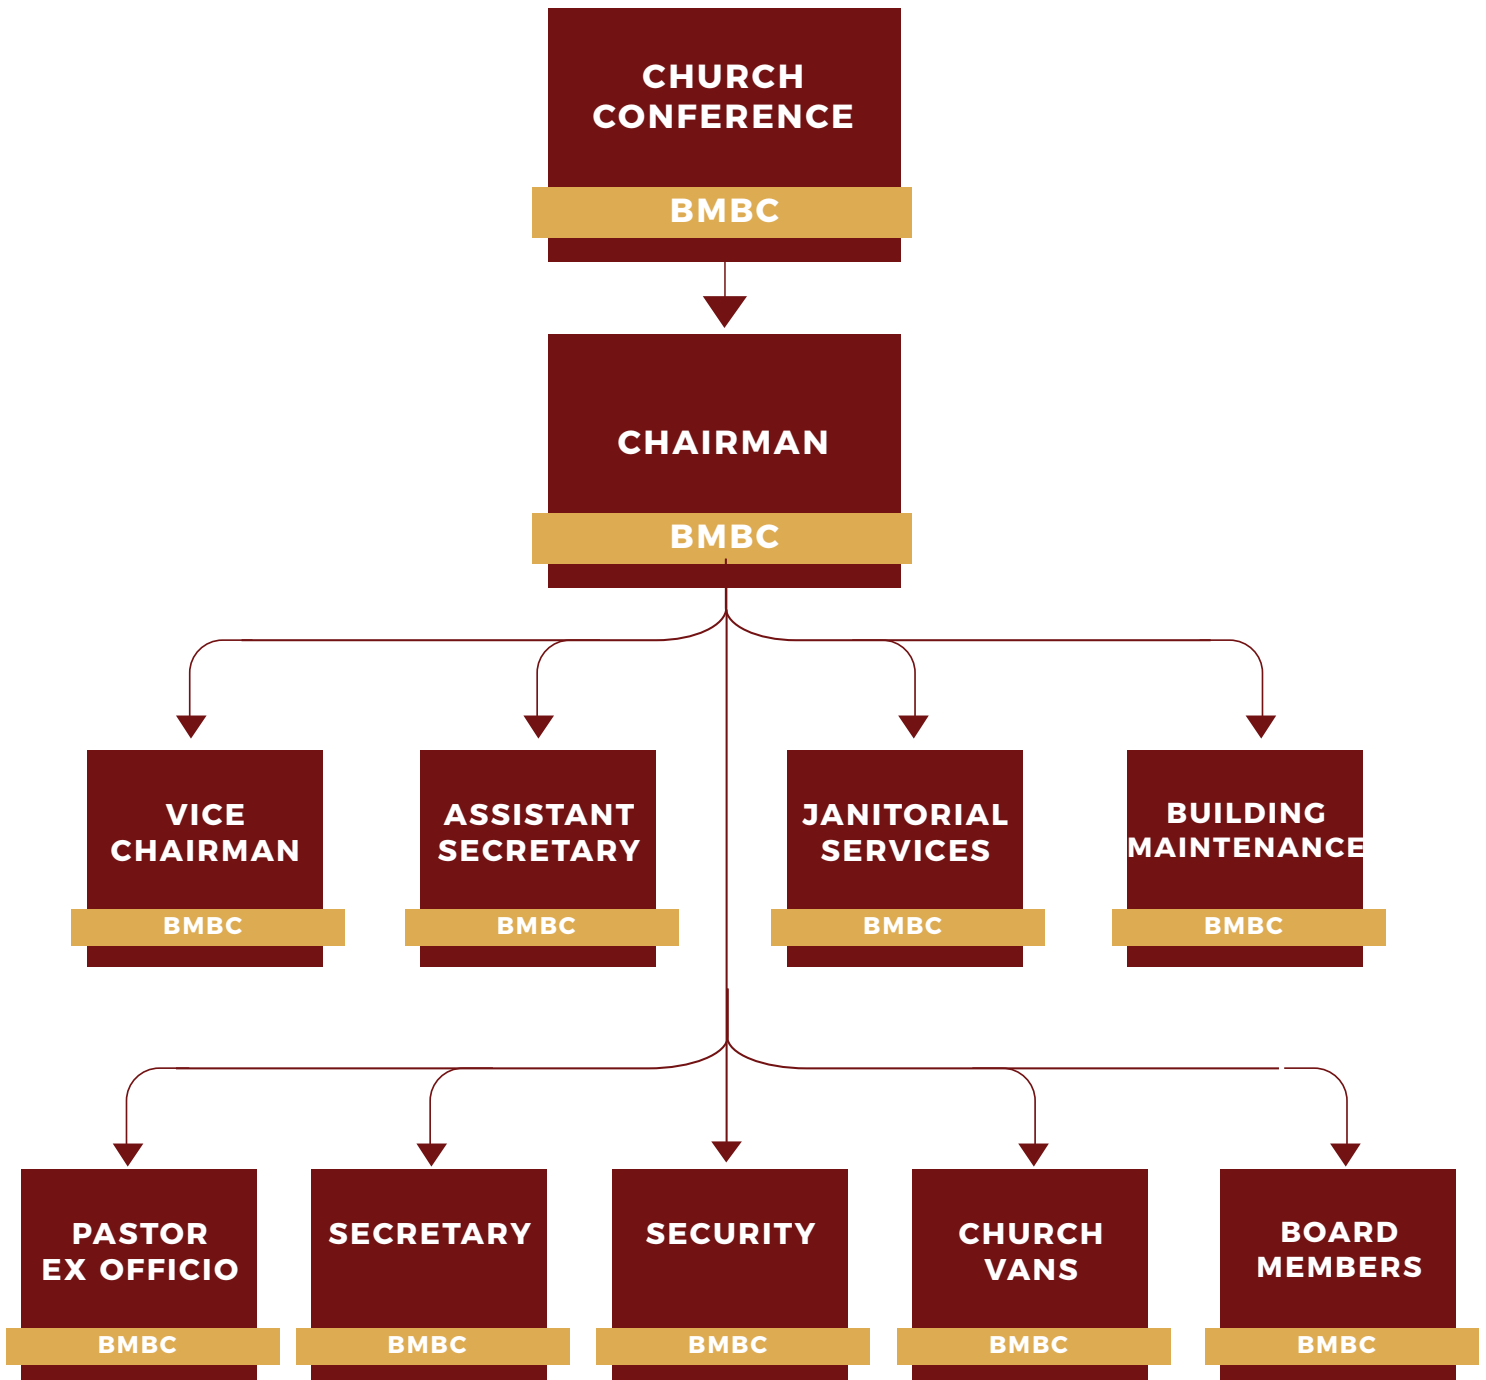 CHURCH
CONFERENCE
BMBC
CHAIRMAN
BMBC
VICE
CHAIRMAN
BMBC
ASSISTANT
SECRETARY
BMBC
JANITORIAL
SERVICES
BMBC
BUILDING
MAINTENANCE
BMBC
PASTOR
EX OFFICIO
BMBC
SECRETARY
BMBC
SECURITY
BMBC
CHURCH
VANS
BMBC
BOARD
MEMBERS
BMBC